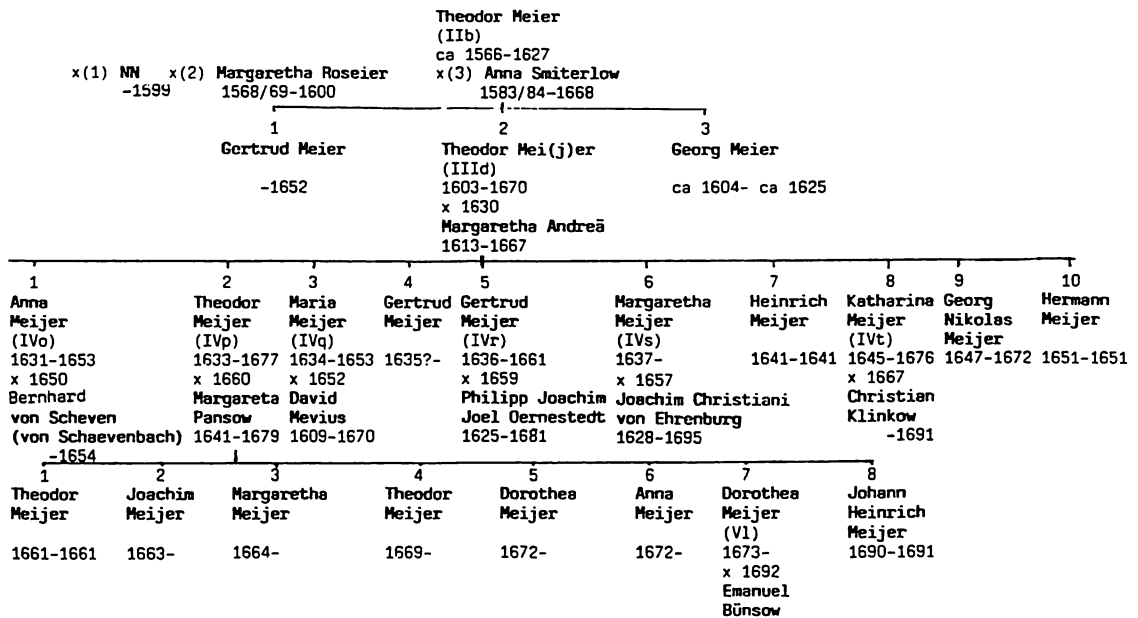 Theodor Meier
(IIb)
ca 1566-1627
x(1) NN x(2) Margaretha Roseier x(3) Anna Smiterlow
-1599 1568/69-1600 1583/84-1668
1 2 3
Gertrud Meier Theodor Mei(j)er Georg Meier
(IIId)
-1652 1603-1670 ca 1604- ca 1625
x 1630
Margaretha Andreä
1613-1667
1 2 3 4 5 6 7 8 9 10
Anna Theodor Maria Gertrud Gertrud Margaretha Heinrich Katharina Georg Hermann
Meijer Meijer Meijer Meijer Meijer Meijer Meijer Meijer Nikolas Meijer
(IVo) (IVp) (IVq) (IVr) (IVs) (IVt) Meijer
1631-1653 1633-1677 1634-1653 1635?- 1636-1661 1637- 1641-1641 1645-1676 1647-1672 1651-1651
x 1650 x 1660 x 1652 x 1659 x 1657 x 1667
Bernhard Margareta David Philipp Joachim Joachim Christiani Christian
von Scheven Pansow Mevius Joel Oernestedt von Ehrenburg Klinkow
(von Schaevenbach) 1641-1679 1609-1670 1625-1681 1628-1695 -1691
-1654
1 2 3 4 5 6 7 8
Theodor Joachim Margaretha Theodor Dorothea Anna Dorothea Johann
Meijer Meijer Meijer Meijer Meijer Meijer Meijer Heinrich
(Vl) Meijer
1661-1661 1663- 1664- 1669- 1672- 1672- 1673- 1690-1691
x 1692
Emanuel
Bünsow